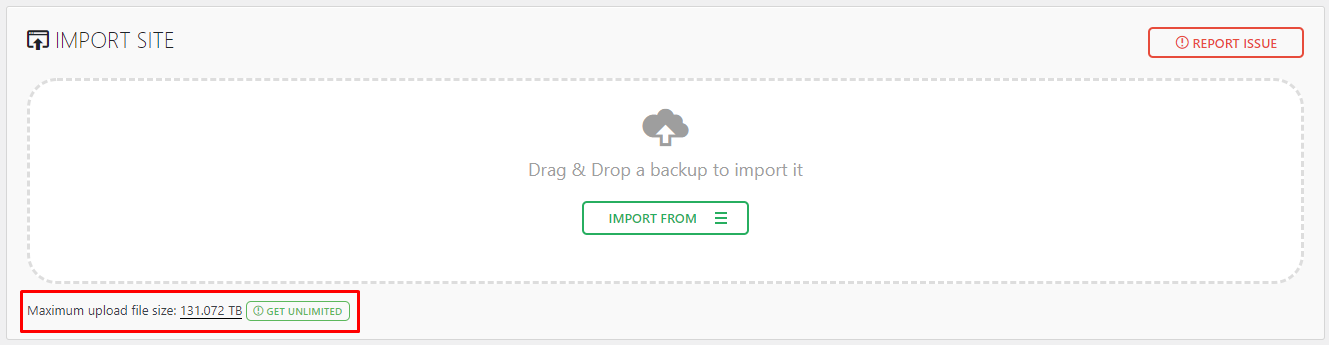 IMPORT SITE
REPORT ISSUE
Drag & Drop a backup to import it
IMPORT FROM
Maximum upload file size: 131.072 TB GET UNLIMITED